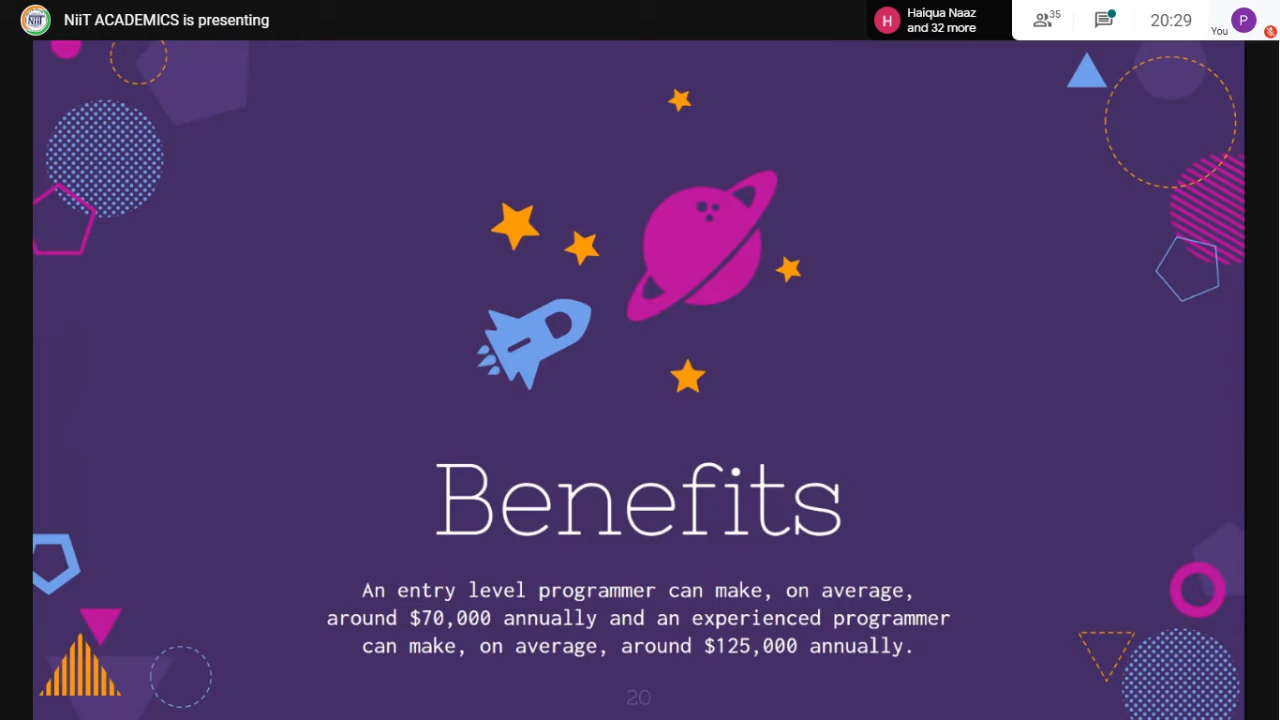 NiiT ACADEMICS is presenting
H
Haiqua Naaz
and 32 more
35
20:29
You
P
Benefits
An entry level programmer can make, on average,
around $70,000 annually and an experienced programmer
can make, on average, around $125,000 annually.
20